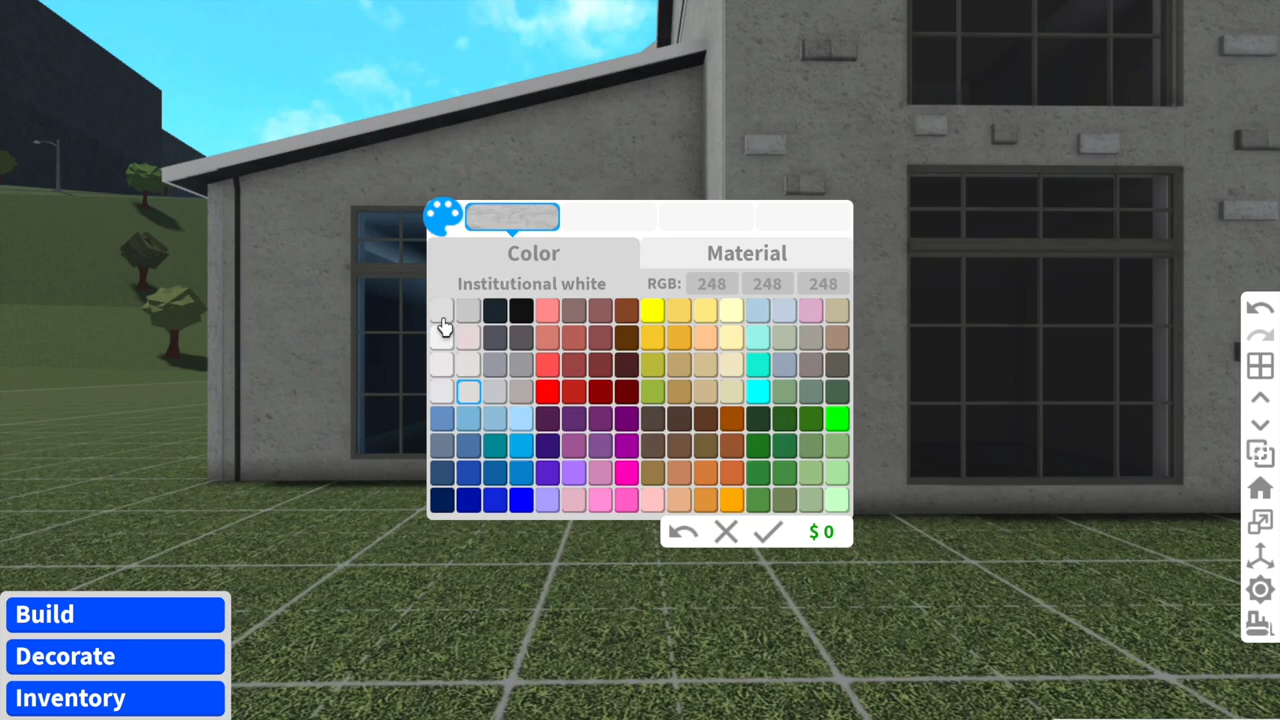 Color
Material
Institutional white
RGB: 248 248 248
$ 0
Build
Decorate
Inventory